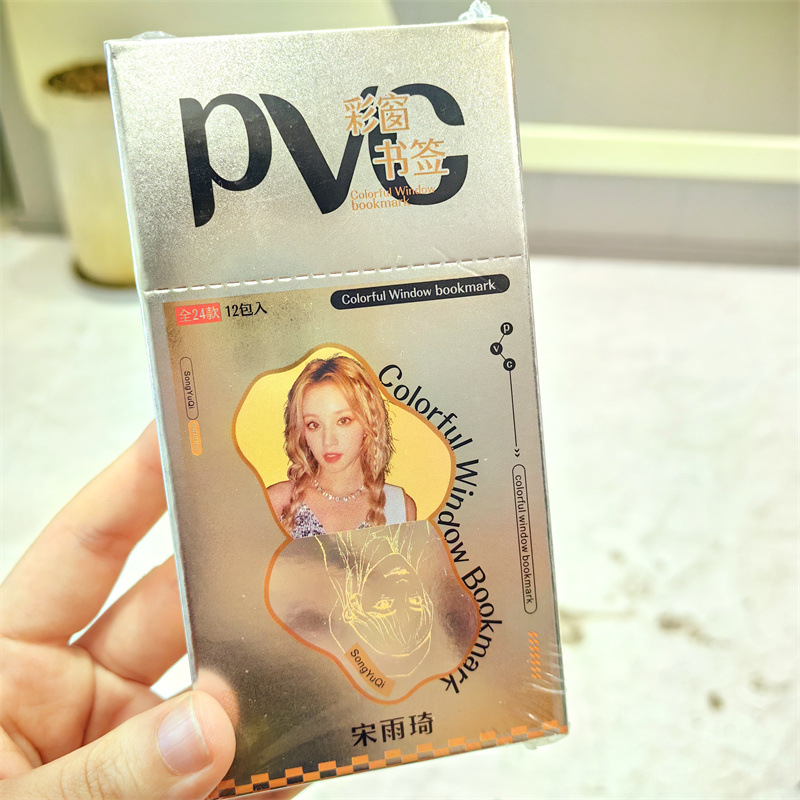 PVC
彩窗
书签
Colorful Window
bookmark
Colorful Window bookmark
全24款 12包入
P
V
C
SongYuQi
Colorful Window Bookmark
colorful window bookmark
SongYuQi
宋雨琦